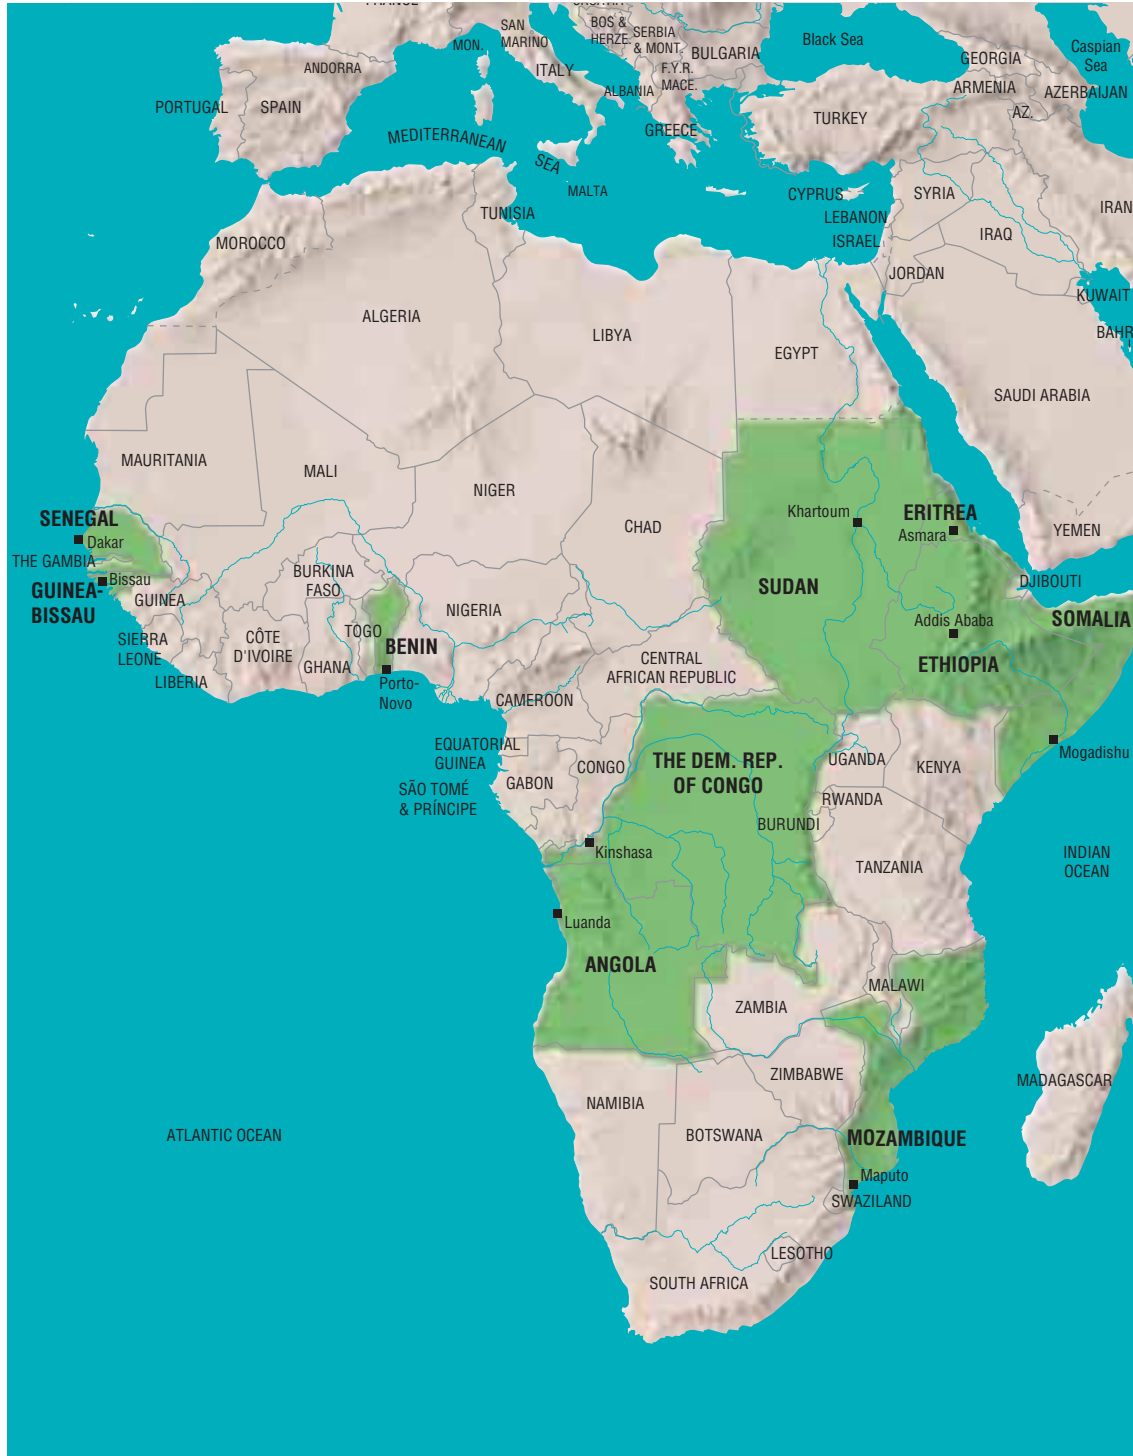 FRANCE
SAN
MARINO
MON.
BOS &
HERZE.
SERBIA
& MONT.
BULGARIA
Black Sea
GEORGIA
Caspian
Sea
ANDORRA
ITALY
F.Y.R.
MACE.
ALBANIA
ARMENIA
AZERBAIJAN
AZ.
PORTUGAL
SPAIN
GREECE
TURKEY
MEDITERRANEAN
SEA
MALTA
CYPRUS
SYRIA
LEBANON
IRAN
TUNISIA
ISRAEL
IRAQ
MOROCCO
JORDAN
KUWAIT
ALGERIA
LIBYA
EGYPT
BAHR
SAUDI ARABIA
MAURITANIA
MALI
NIGER
CHAD
SENEGAL
Dakar
Khartoum
ERITREA
Asmara
YEMEN
THE GAMBIA
Bissau
GUINEA-
BISSAU
GUINEA
BURKINA
FASO
NIGERIA
SUDAN
DJIBOUTI
SOMALIA
Addis Ababa
ETHIOPIA
SIERRA
LEONE
CÔTE
D'IVOIRE
TOGO
BENIN
GHANA
LIBERIA
Porto-
Novo
CENTRAL
AFRICAN REPUBLIC
CAMEROON
EQUATORIAL
GUINEA
CONGO
THE DEM. REP.
OF CONGO
UGANDA
KENYA
Mogadishu
GABON
SÃO TOMÉ
& PRÍNCIPE
RWANDA
BURUNDI
Kinshasa
TANZANIA
INDIAN
OCEAN
Luanda
ANGOLA
MALAWI
ZAMBIA
ZIMBABWE
MADAGASCAR
NAMIBIA
BOTSWANA
ATLANTIC OCEAN
MOZAMBIQUE
Maputo
SWAZILAND
LESOTHO
SOUTH AFRICA